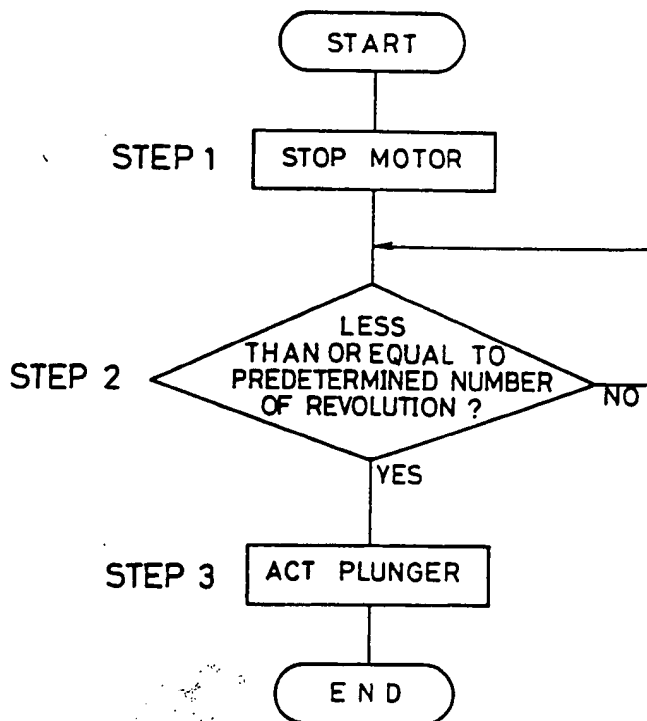 START
STEP 1
STOP MOTOR
STEP 2
LESS
THAN OR EQUAL TO
PREDETERMINED NUMBER
OF REVOLUTION ?
NO
YES
STEP 3
ACT PLUNGER
END